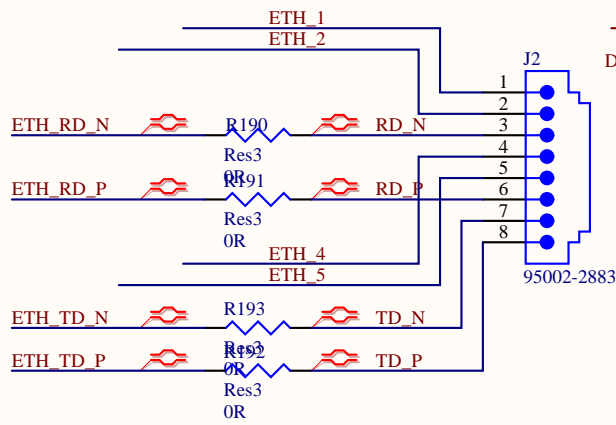 ETH_1
ETH_2
D
J2
1
2
ETH_RD_N
R190
RD_N
3
Res3
0R
4
5
ETH_RD_P
R191
RD_P
6
Res3
0R
7
8
ETH_4
ETH_5
95002-2883
ETH_TD_N
R193
TD_N
Res3
0R
ETH_TD_P
R192
TD_P
Res3
0R